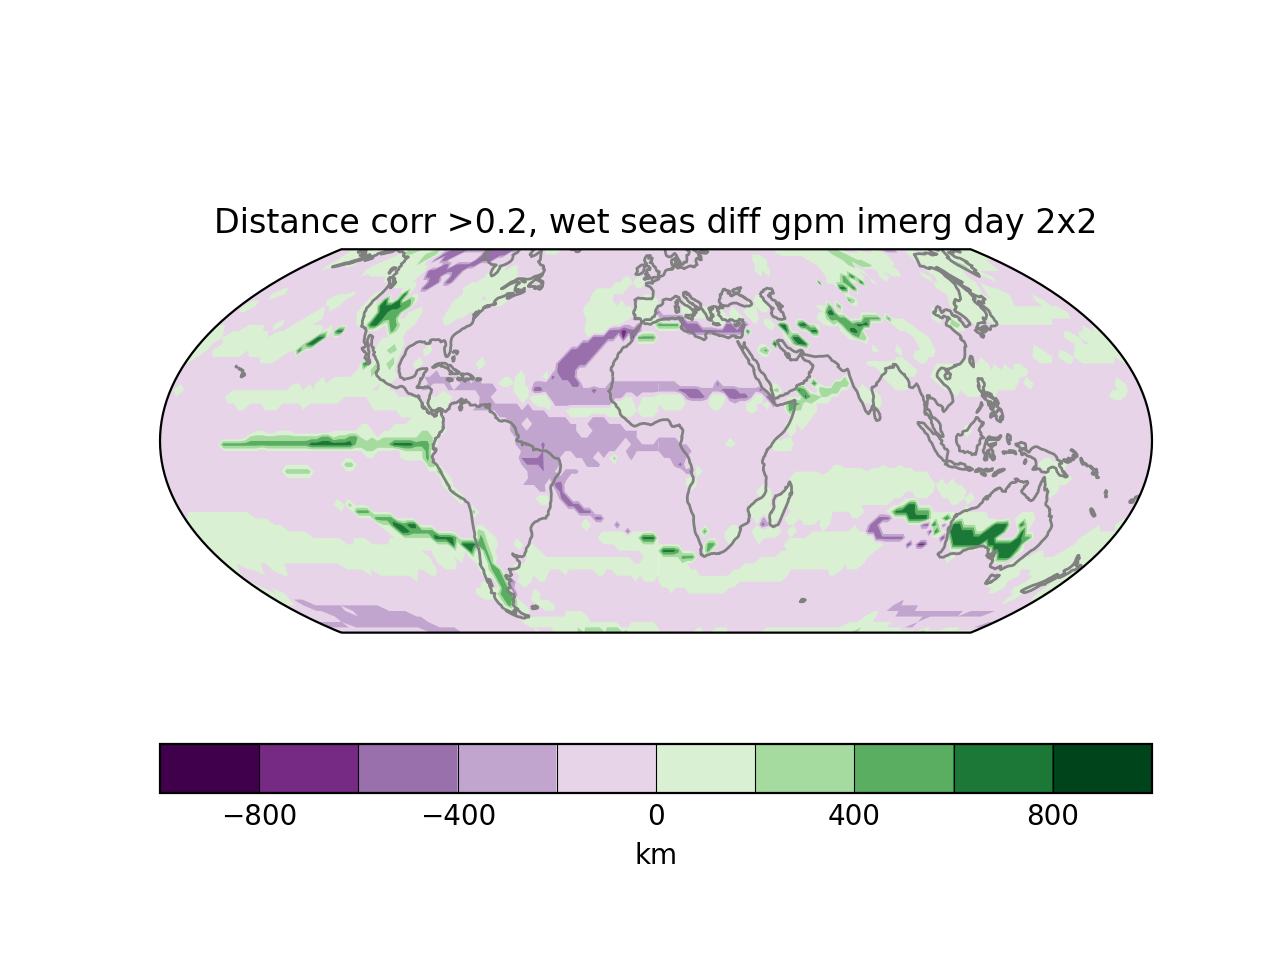 Distance corr >0.2, wet seas diff gpm imerg day 2x2
−800 −400 0 400 800
km